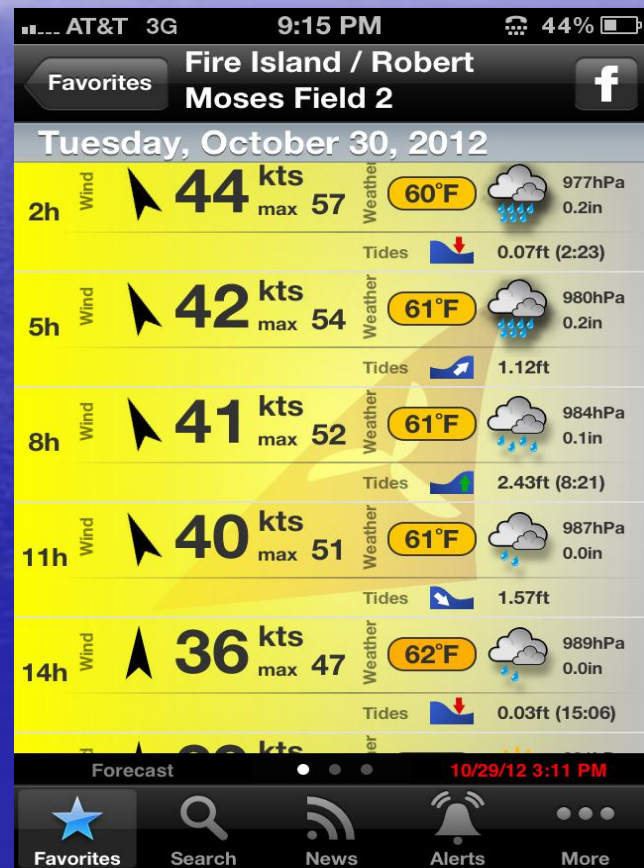 AT&T 3G 9:15 PM 44%
Favorites
Fire Island / Robert
Moses Field 2
f
Tuesday, October 30, 2012
2h Wind 44 kts max 57 Weather 60°F 977hPa 0.2in
Tides 0.07ft (2:23)
5h Wind 42 kts max 54 Weather 61°F 980hPa 0.2in
Tides 1.12ft
8h Wind 41 kts max 52 Weather 61°F 984hPa 0.1in
Tides 2.43ft (8:21)
11h Wind 40 kts max 51 Weather 61°F 987hPa 0.0in
Tides 1.57ft
14h Wind 36 kts max 47 Weather 62°F 989hPa 0.0in
Tides 0.03ft (15:06)
kts
Forecast 10/29/12 3:11 PM
Favorites Search News Alerts More